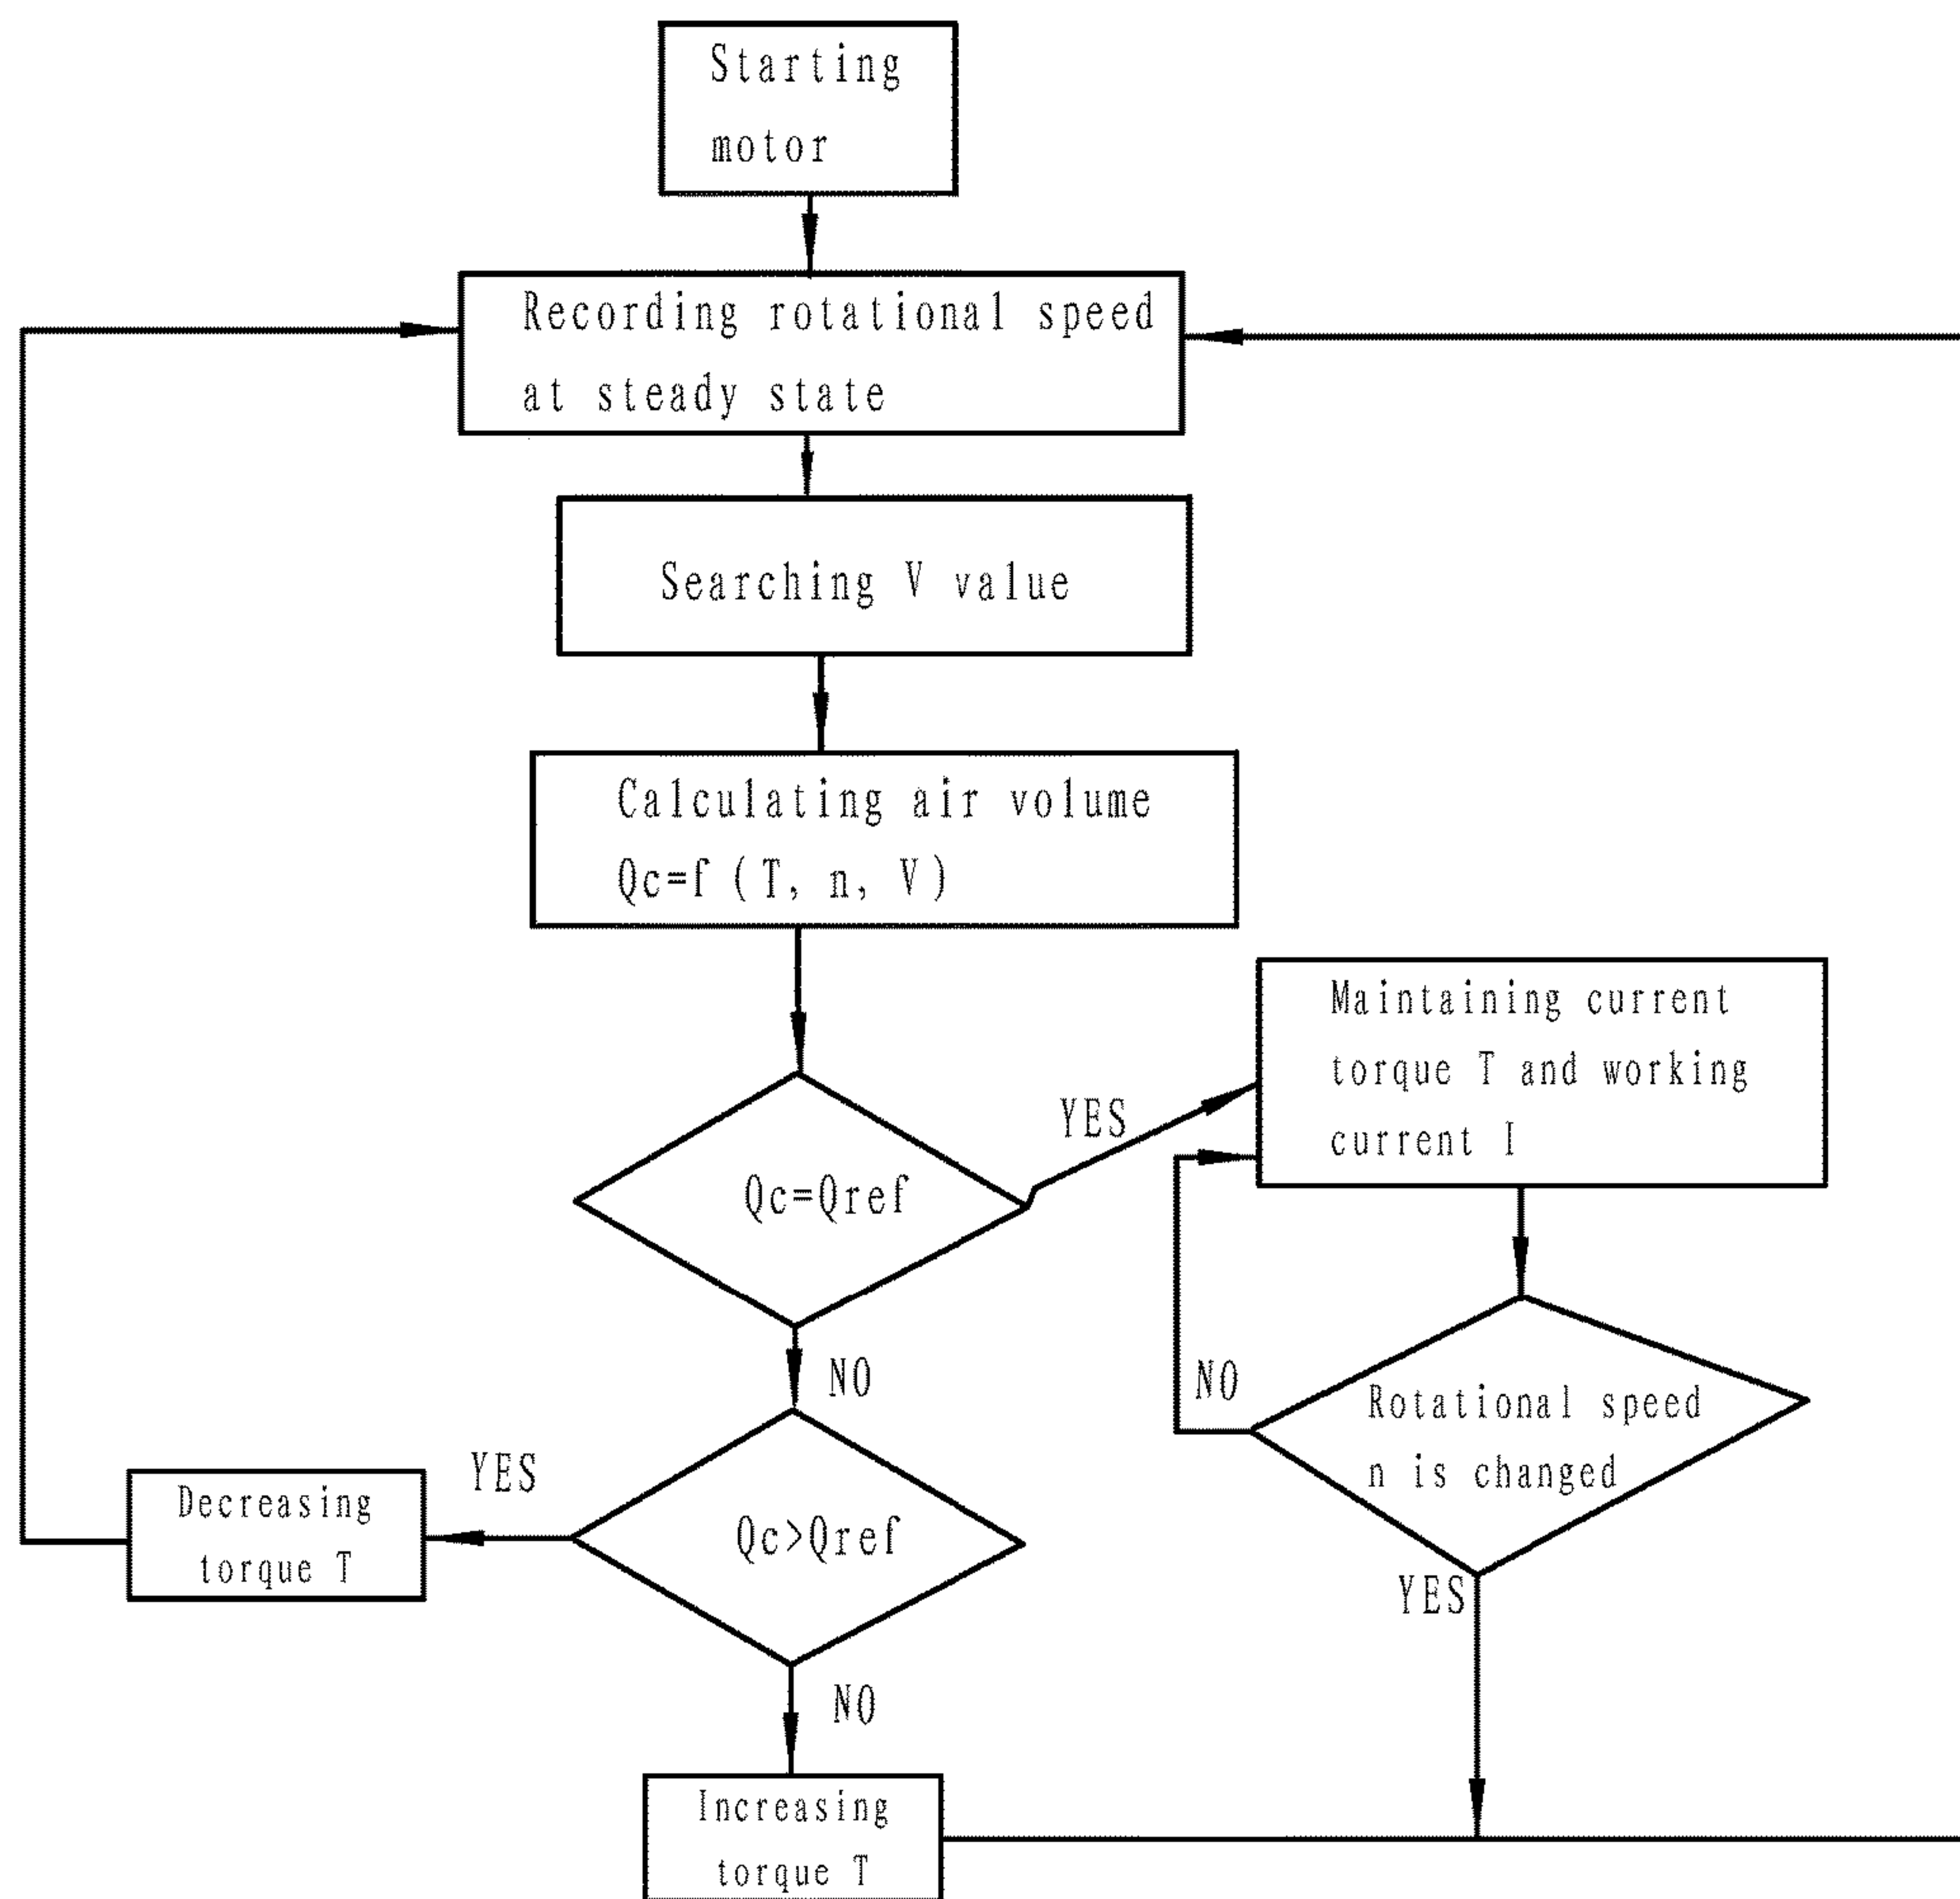 Starting
motor
Recording rotational speed
at steady state
Searching V value
Calculating air volume
Qc=f (T, n, V)
Maintaining current
torque T and working
current I
YES
Qc=Qref
NO
NO
Rotational speed
n is changed
YES
YES
Decreasing
torque T
Qc>Qref
NO
Increasing
torque T